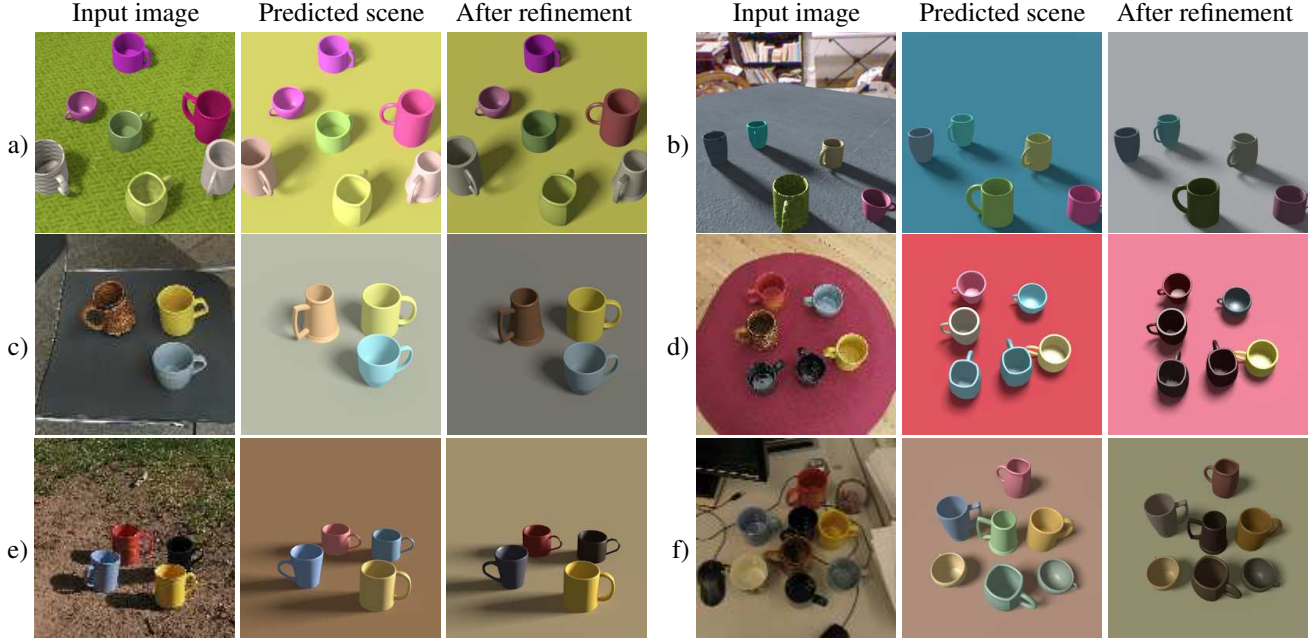 Input image Predicted scene After refinement Input image Predicted scene After refinement
a) b)
c) d)
e) f)